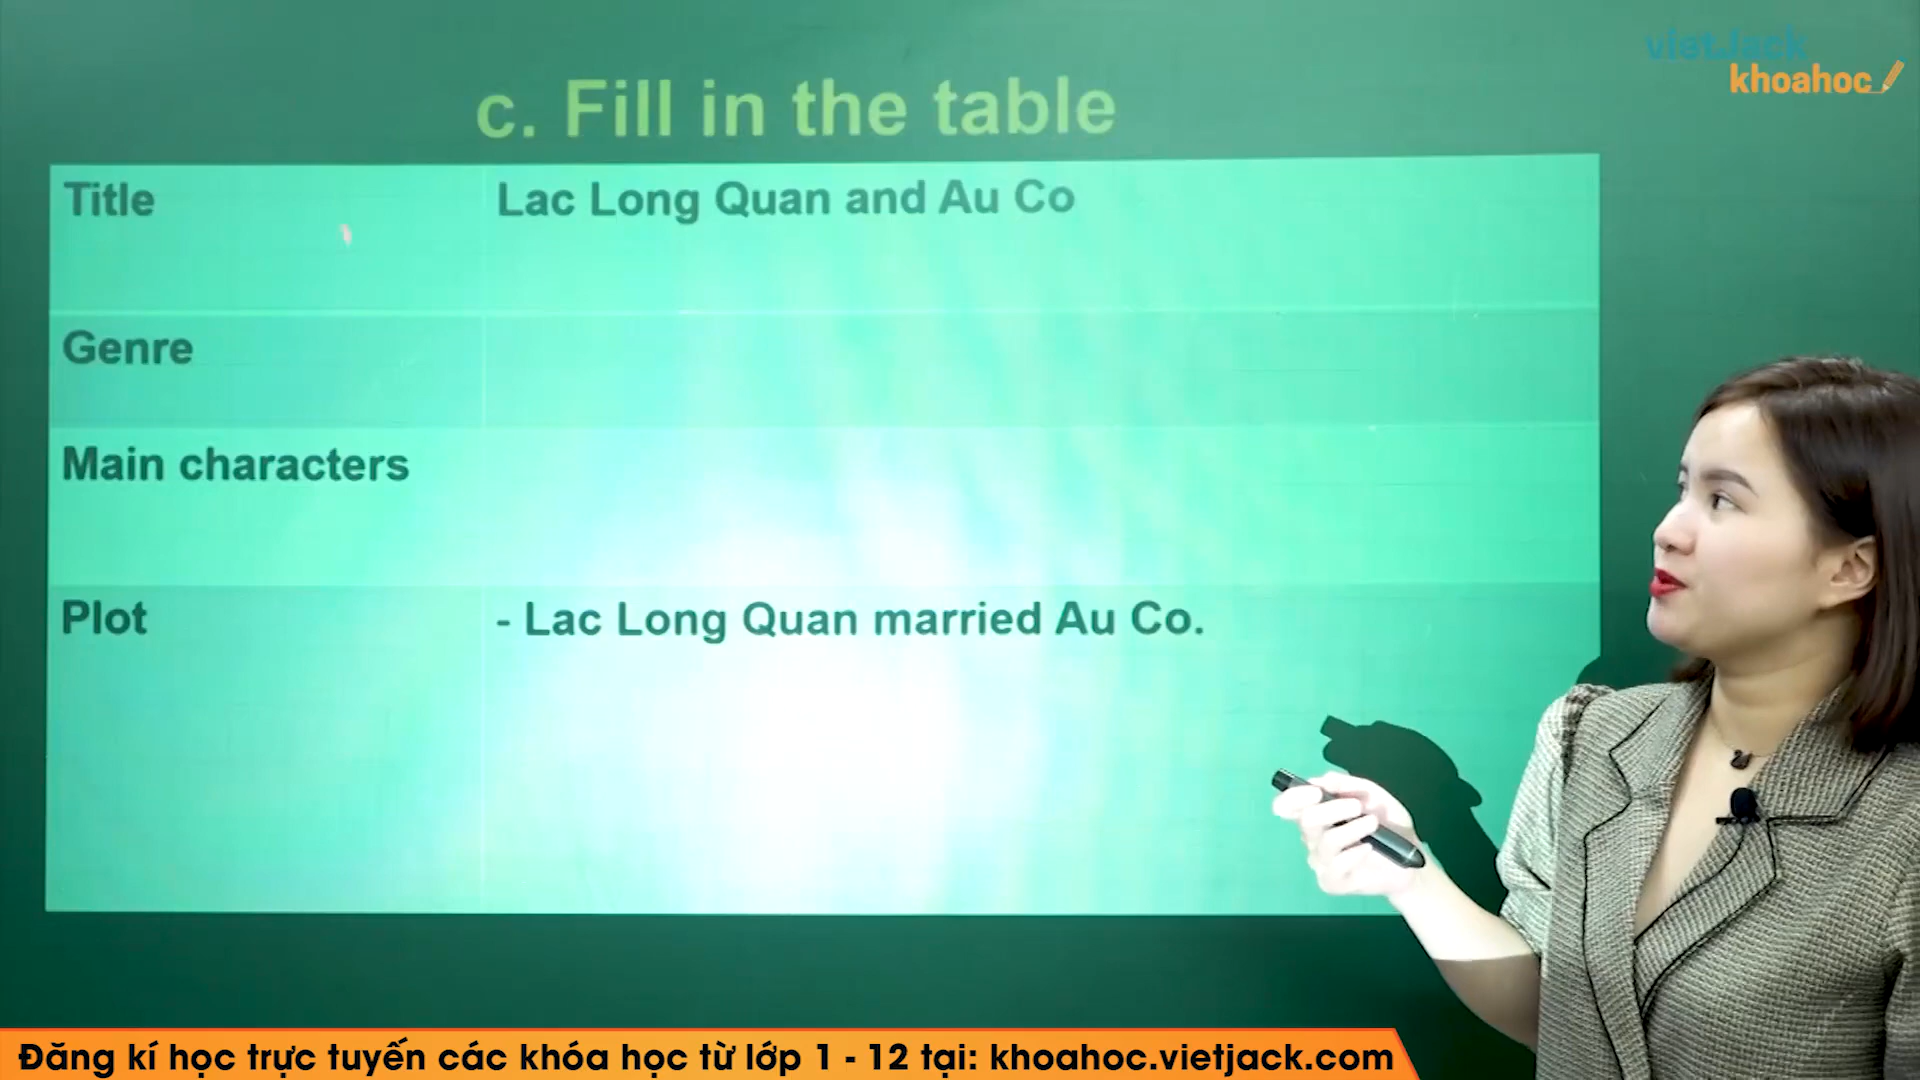 vietJack
khoahoc
c. Fill in the table
Title
Lac Long Quan and Au Co
Genre
Main characters
Plot
- Lac Long Quan married Au Co.
Đăng kí học trực tuyến các khóa học từ lớp 1 - 12 tại: khoahoc.vietjack.com